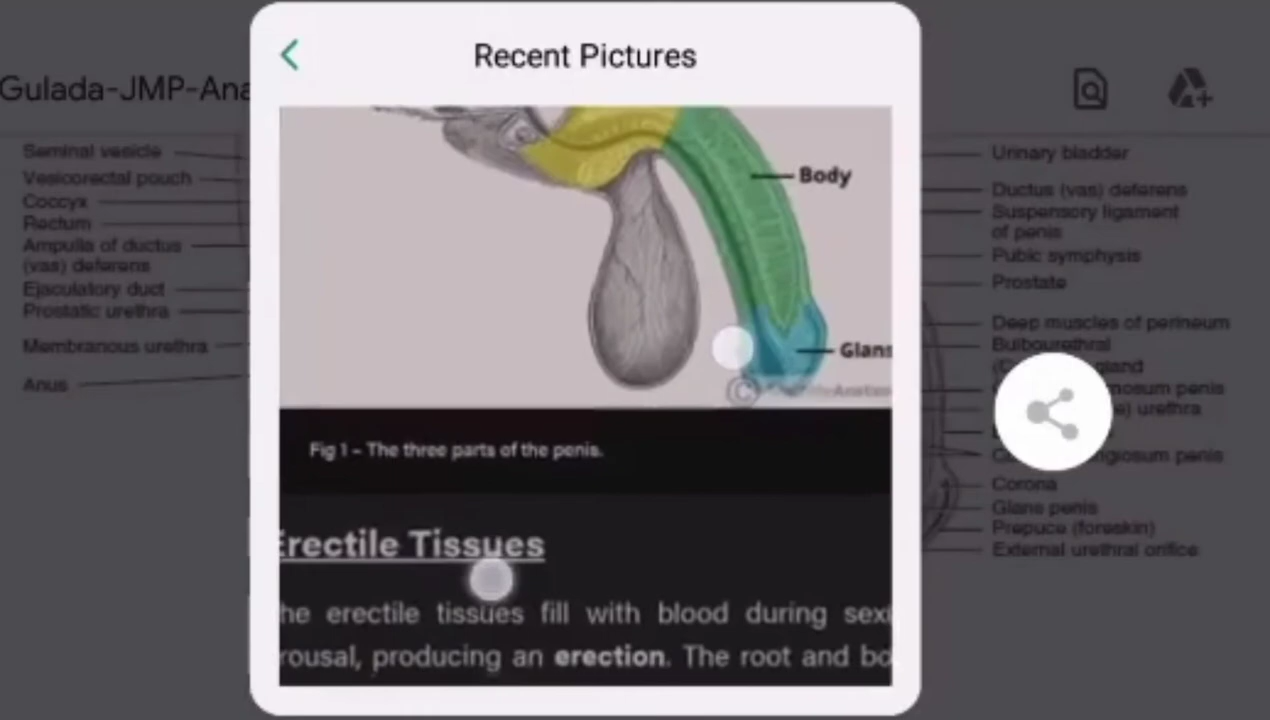 Recent Pictures
Gulada-JMP-Ana
Seminal vesicle
Vesicorectal pouch
Coccyx
Rectum
Ampulla of ductus
(vas) deferens
Ejaculatory duct
Prostatic urethra
Membranous urethra
Anus
Body
Glans
Fig 1 – The three parts of the penis.
Erectile Tissues
he erectile tissues fill with blood during sex
rousal, producing an erection. The root and bo
Urinary bladder
Ductus (vas) deferens
Suspensory ligament
of penis
Pubic symphysis
Prostate
Deep muscles of perineum
Bulbourethral
gland
penis
urethra
penis
Corona
Glans penis
Prepuce (foreskin)
External urethral orifice